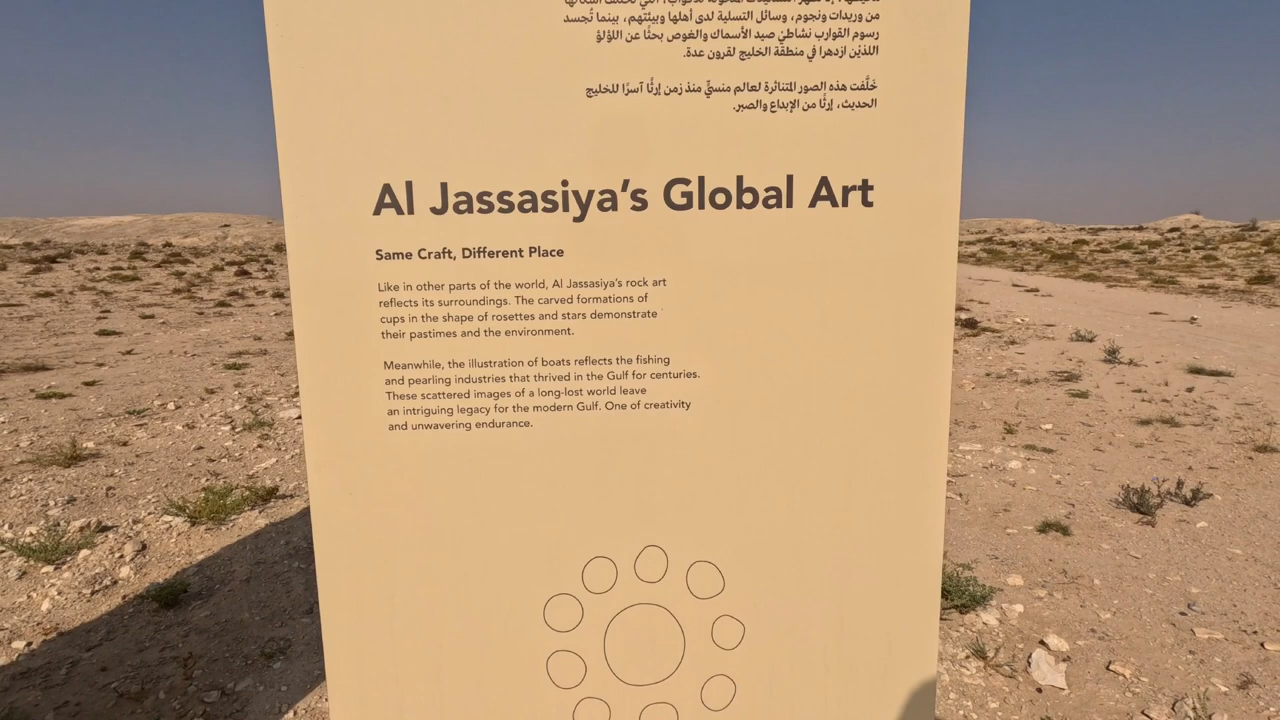 من وريدات ونجوم، وسائل التسلية لدى أهلها وبيئتهم، بينما تُجسد
رسوم القوارب نشاطيْ صيد الأسماك والغوص بحثًا عن اللؤلؤ
اللذيْن ازدهرا في منطقة الخليج لقرون عدة.
خَلَّفت هذه الصور المتناثرة لعالم منسيٍّ منذ زمن إرثًا آسرًا للخليج
الحديث، إرثًا من الإبداع والصبر.
Al Jassasiya's Global Art
Same Craft, Different Place
Like in other parts of the world, Al Jassasiya's rock art
reflects its surroundings. The carved formations of
cups in the shape of rosettes and stars demonstrate
their pastimes and the environment.
Meanwhile, the illustration of boats reflects the fishing
and pearling industries that thrived in the Gulf for centuries.
These scattered images of a long-lost world leave
an intriguing legacy for the modern Gulf. One of creativity
and unwavering endurance.